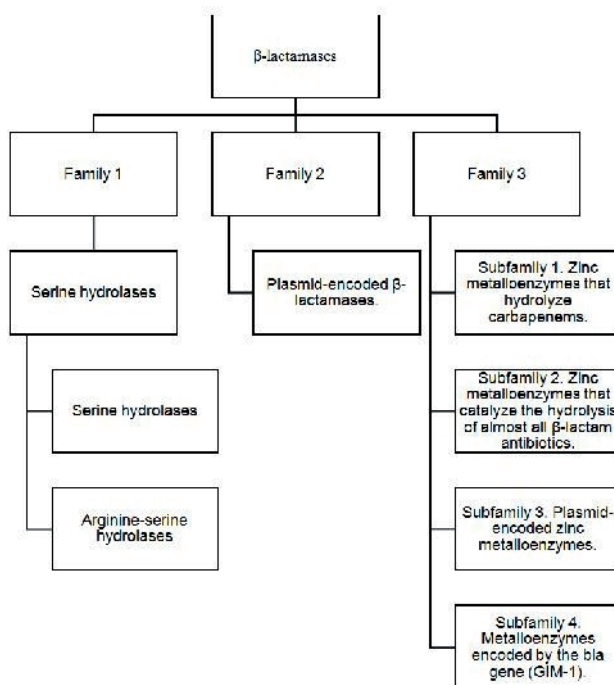 β-lactamases
Family 1
Family 2
Family 3
Serine hydrolases
Plasmid-encoded β-
lactamases.
Subfamily 1. Zinc
metalloenzymes that
hydrolyze
carbapenems.
Serine hydrolases
Subfamily 2. Zinc
metalloenzymes that
catalyze the hydrolysis
of almost all β-lactam
antibiotics.
Arginine-serine
hydrolases
Subfamily 3. Plasmid-
encoded zinc
metalloenzymes.
Subfamily 4.
Metalloenzymes
encoded by the bla
gene (GIM-1).